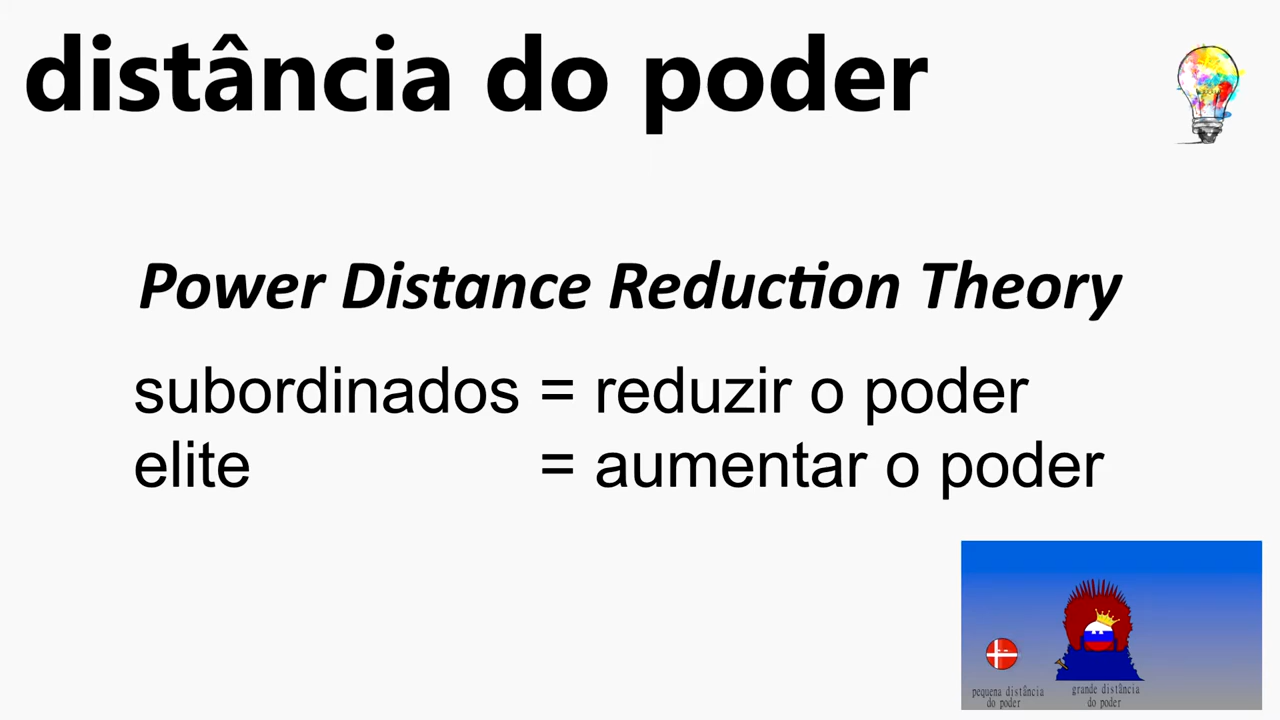 distância do poder
Power Distance Reduction Theory
subordinados = reduzir o poder
elite = aumentar o poder
pequena distância
do poder
grande distância
do poder